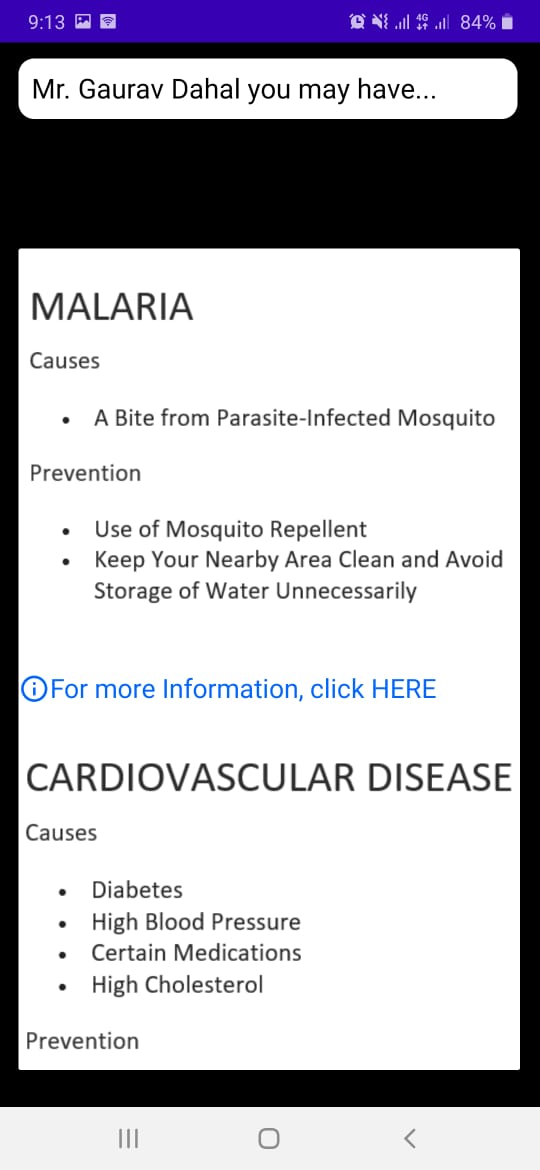 9:13 4G 84%
Mr. Gaurav Dahal you may have...
MALARIA
Causes
• A Bite from Parasite-Infected Mosquito
Prevention
• Use of Mosquito Repellent
• Keep Your Nearby Area Clean and Avoid
Storage of Water Unnecessarily
For more Information, click HERE
CARDIOVASCULAR DISEASE
Causes
• Diabetes
• High Blood Pressure
• Certain Medications
• High Cholesterol
Prevention